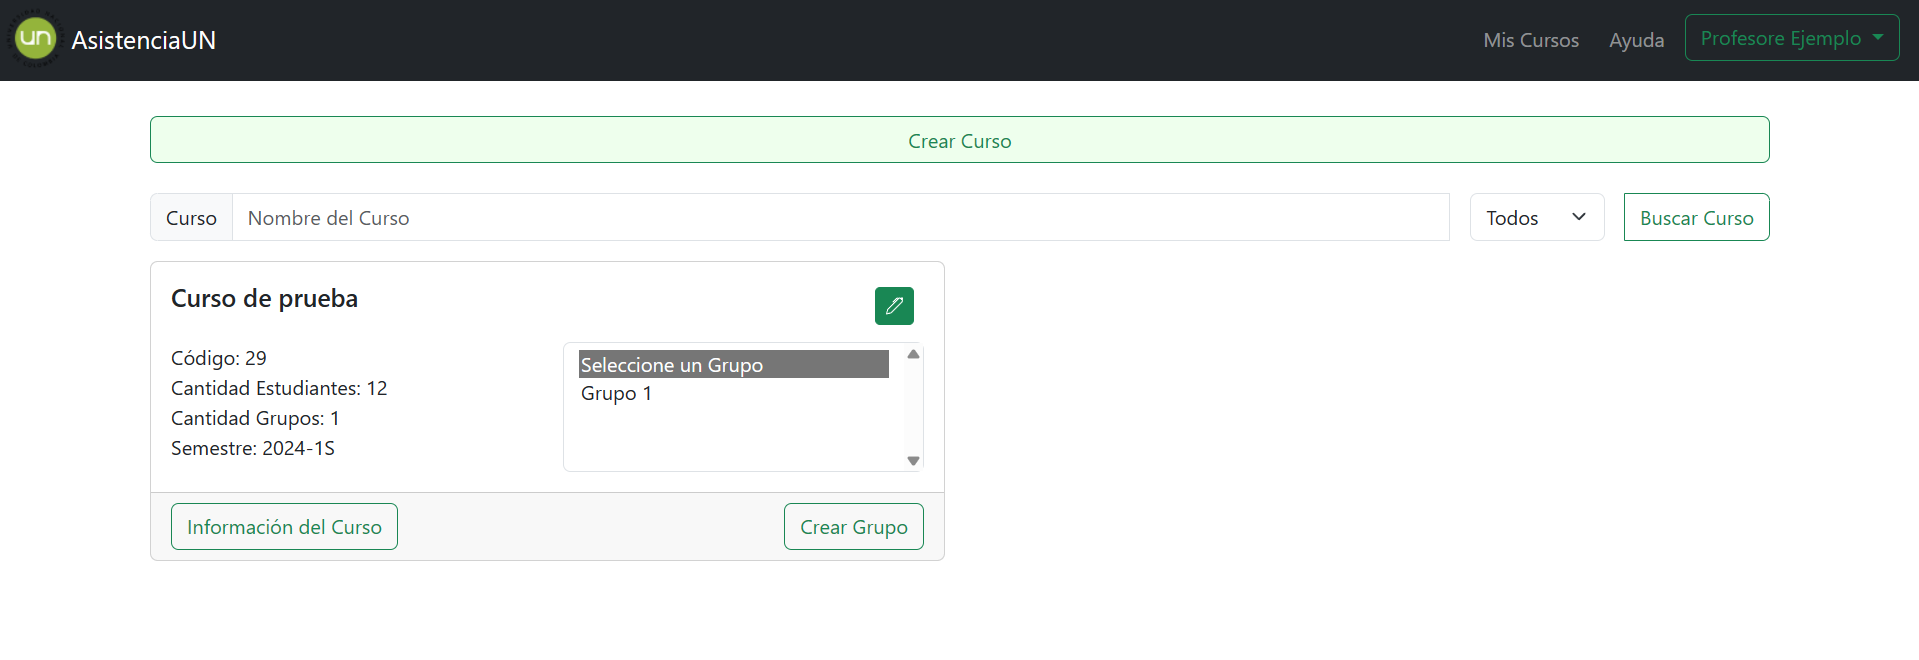 un AsistenciaUN Mis Cursos Ayuda Profesore Ejemplo
Crear Curso
Curso Nombre del Curso Todos Buscar Curso
Curso de prueba
Código: 29
Cantidad Estudiantes: 12
Cantidad Grupos: 1
Semestre: 2024-1S
Seleccione un Grupo
Grupo 1
Información del Curso Crear Grupo